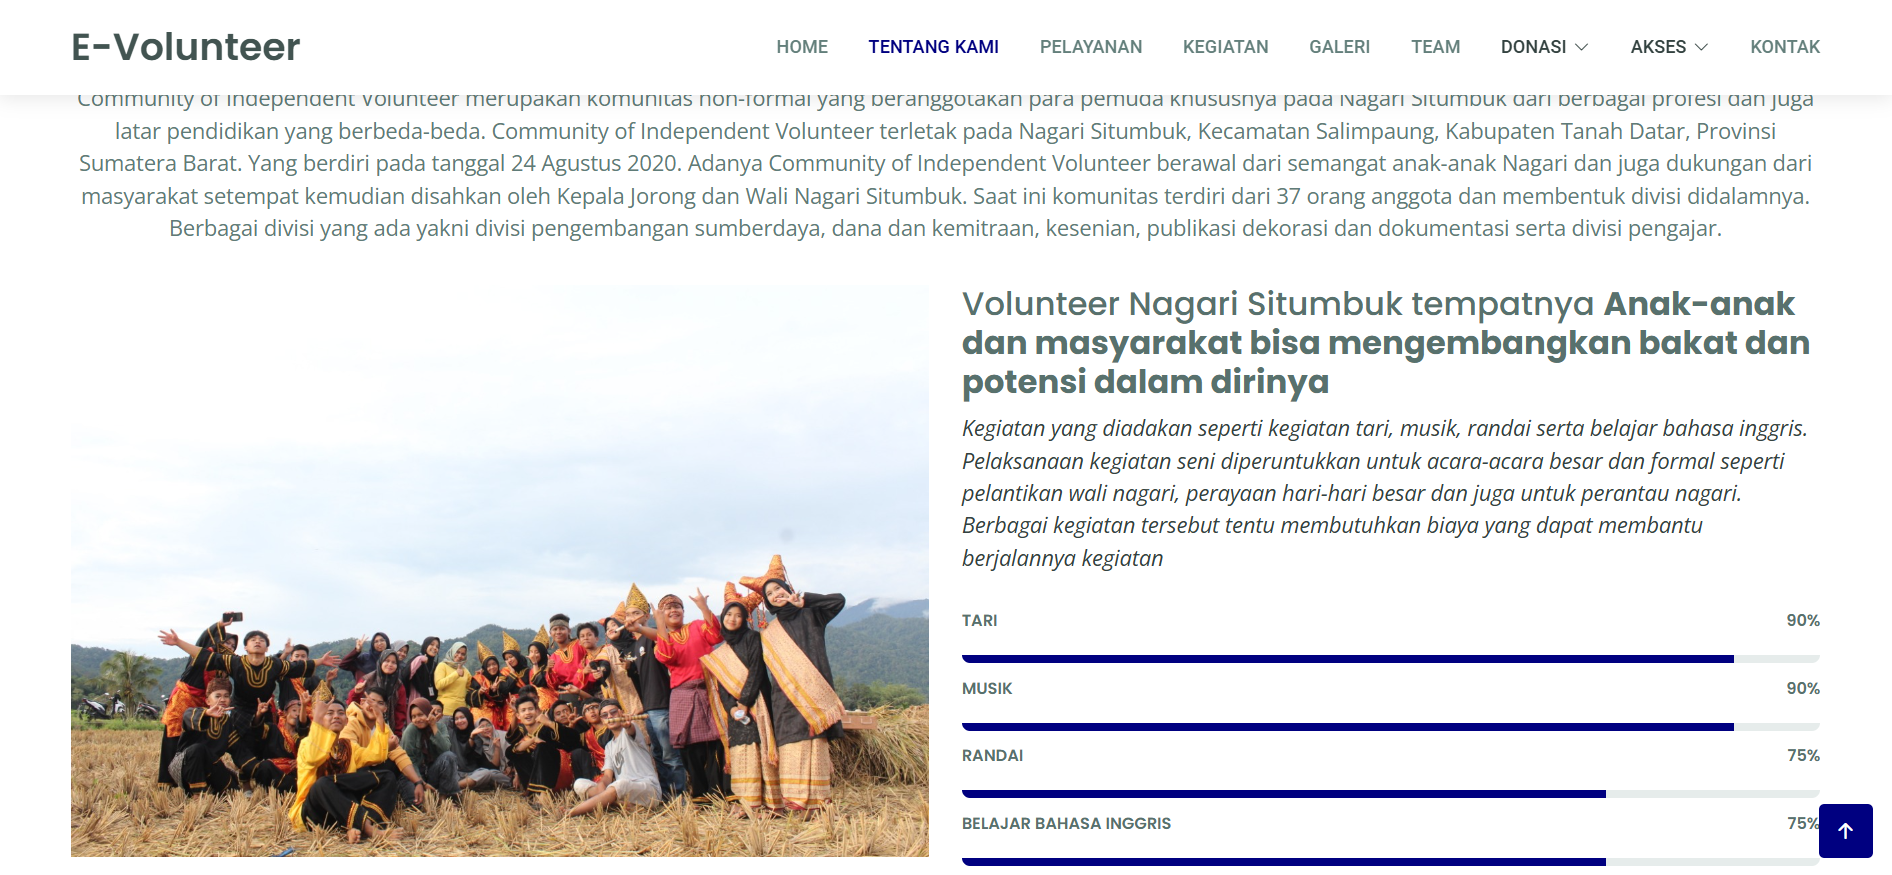 E-Volunteer
HOME TENTANG KAMI PELAYANAN KEGIATAN GALERI TEAM DONASI AKSES KONTAK
Community of Independent Volunteer merupakan komunitas non-formal yang beranggotakan para pemuda khususnya pada Nagari Situmbuk dari berbagai profesi dan juga
latar pendidikan yang berbeda-beda. Community of Independent Volunteer terletak pada Nagari Situmbuk, Kecamatan Salimpaung, Kabupaten Tanah Datar, Provinsi
Sumatera Barat. Yang berdiri pada tanggal 24 Agustus 2020. Adanya Community of Independent Volunteer berawal dari semangat anak-anak Nagari dan juga dukungan dari
masyarakat setempat kemudian disahkan oleh Kepala Jorong dan Wali Nagari Situmbuk. Saat ini komunitas terdiri dari 37 orang anggota dan membentuk divisi didalamnya.
Berbagai divisi yang ada yakni divisi pengembangan sumberdaya, dana dan kemitraan, kesenian, publikasi dekorasi dan dokumentasi serta divisi pengajar.
Volunteer Nagari Situmbuk tempatnya Anak-anak
dan masyarakat bisa mengembangkan bakat dan
potensi dalam dirinya
Kegiatan yang diadakan seperti kegiatan tari, musik, randai serta belajar bahasa inggris.
Pelaksanaan kegiatan seni diperuntukkan untuk acara-acara besar dan formal seperti
pelantikan wali nagari, perayaan hari-hari besar dan juga untuk perantau nagari.
Berbagai kegiatan tersebut tentu membutuhkan biaya yang dapat membantu
berjalannya kegiatan
TARI 90%
MUSIK 90%
RANDAI 75%
BELAJAR BAHASA INGGRIS 75%